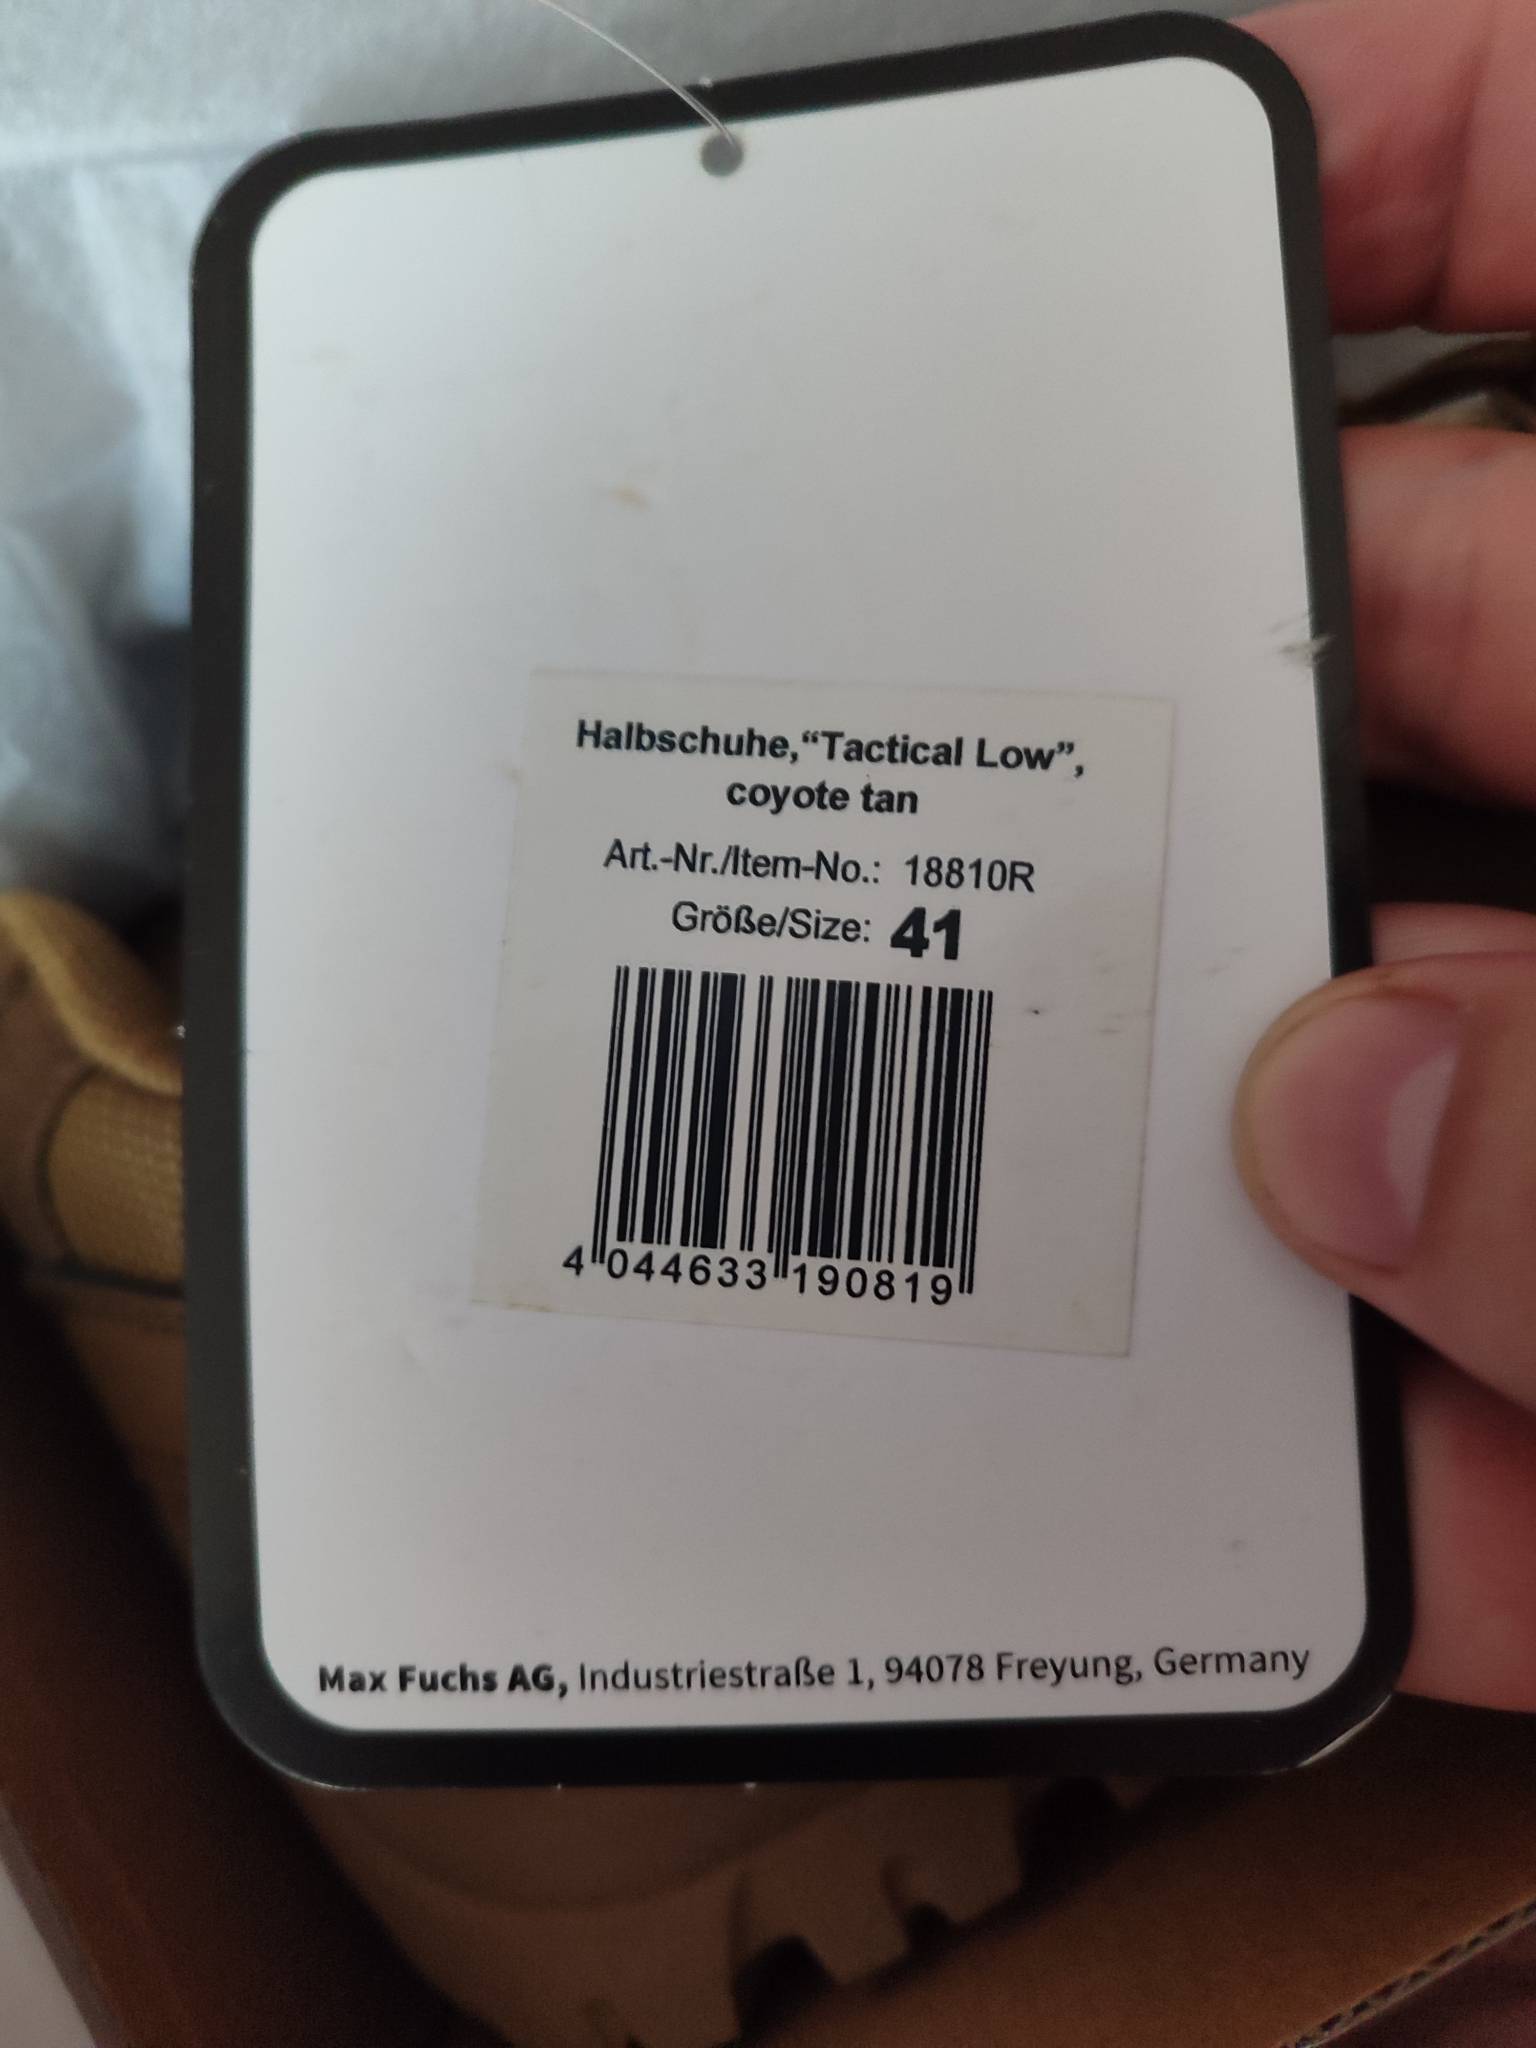 Halbschuhe,“Tactical Low”,
coyote tan
Art.-Nr./Item-No.: 18810R
Größe/Size: 41
4 044633 190819
Max Fuchs AG, Industriestraße 1, 94078 Freyung, Germany